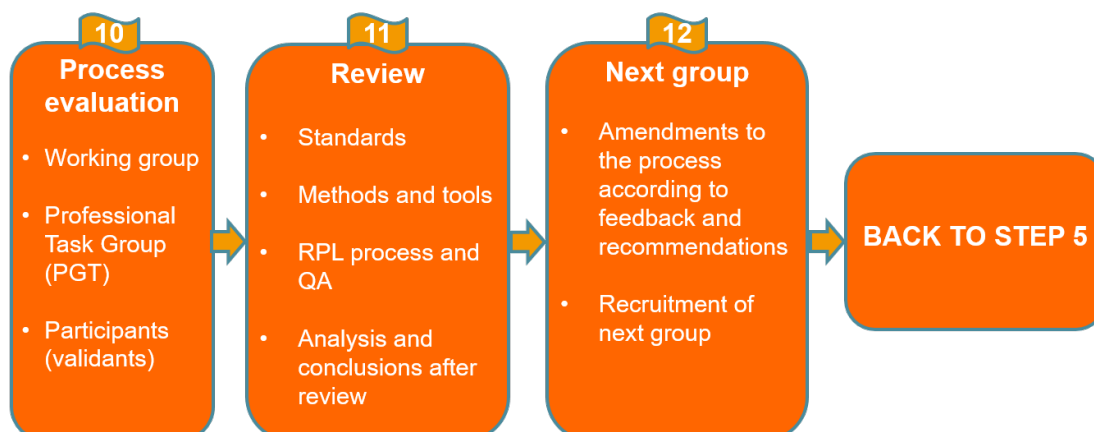 10
Process
evaluation
• Working group
• Professional
Task Group
(PGT)
• Participants
(validants)
11
Review
• Standards
• Methods and tools
• RPL process and
QA
• Analysis and
conclusions after
review
12
Next group
• Amendments to
the process
according to
feedback and
recommendations
• Recruitment of
next group
BACK TO STEP 5